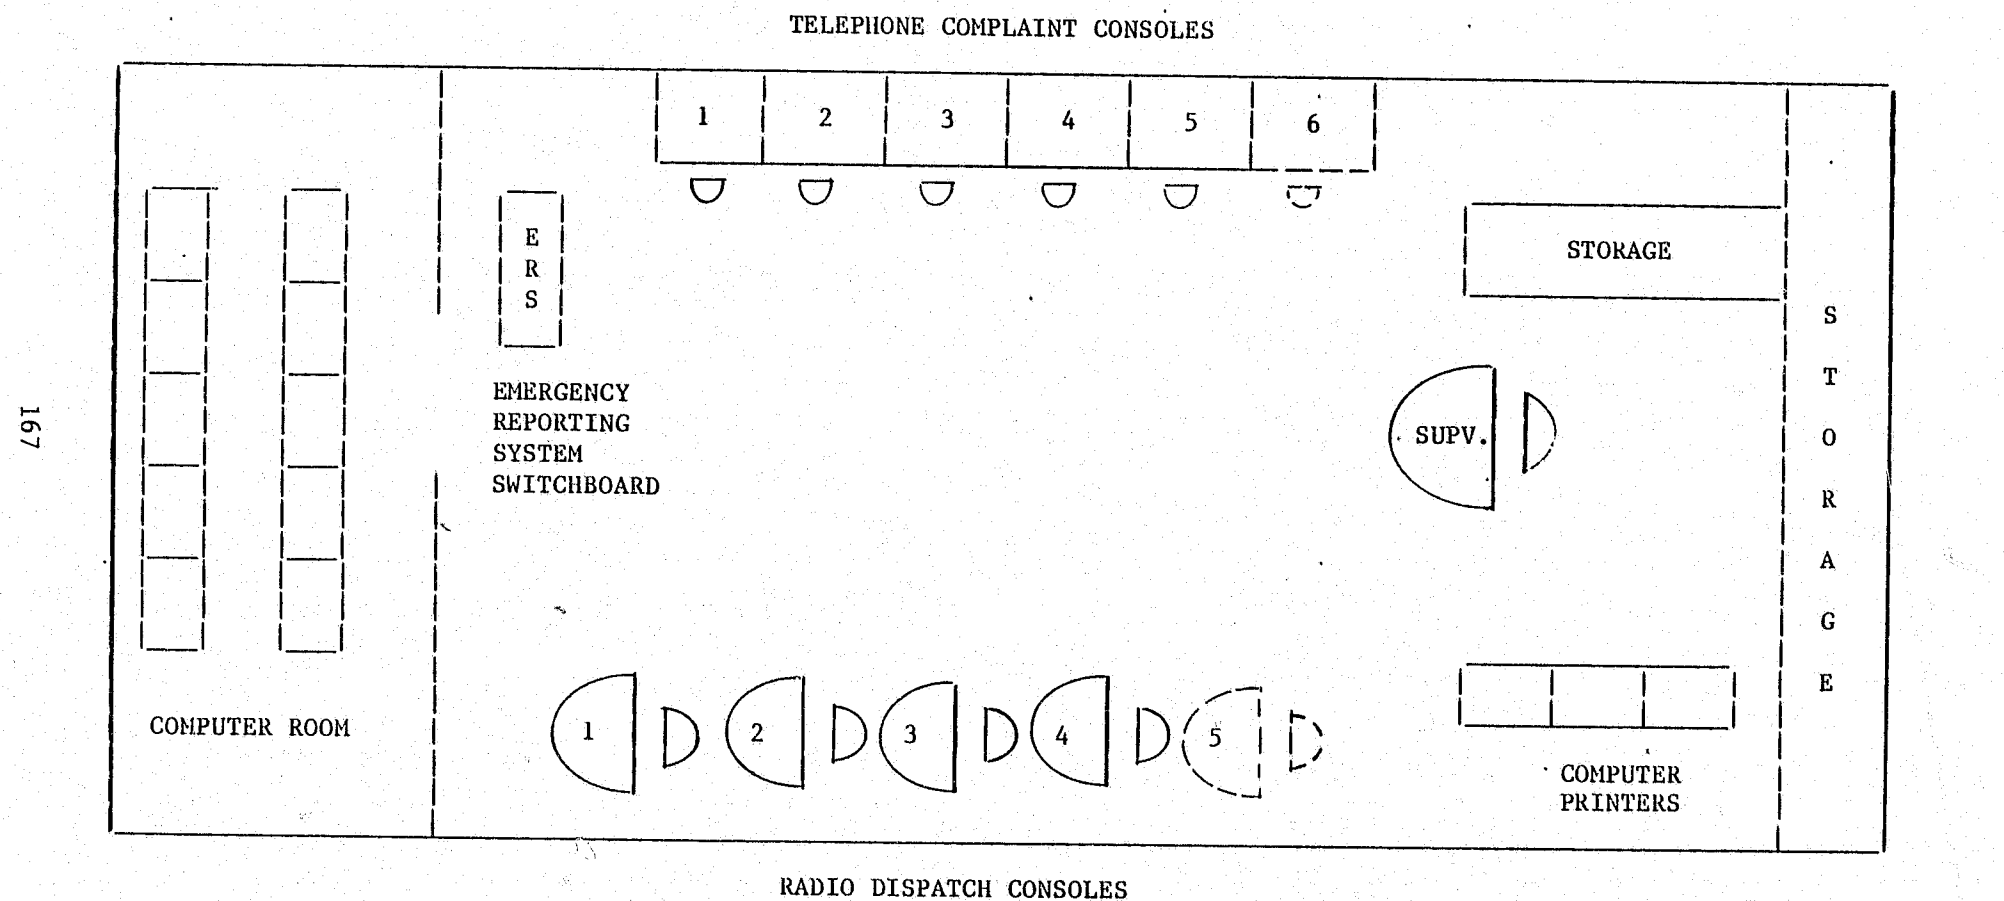 TELEPHONE COMPLAINT CONSOLES
1 2 3 4 5 6
E
R
S
STORAGE
EMERGENCY
REPORTING
SYSTEM
SWITCHBOARD
SUPV.
S
T
O
R
A
G
E
167
COMPUTER ROOM
1 2 3 4 5
COMPUTER
PRINTERS
RADIO DISPATCH CONSOLES